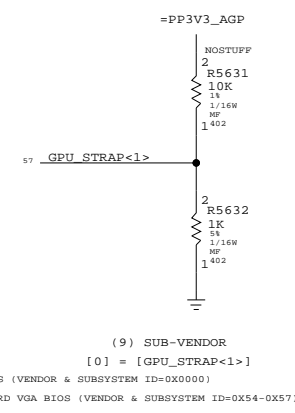 =PP3V3_AGP
NOSTUFF
2
R5631
10K
1%
1/16W
MF
402
1
57 GPU_STRAP<1>
2
R5632
1K
5%
1/16W
MF
402
1
(9) SUB-VENDOR
[0] = [GPU_STRAP<1>]
S (VENDOR & SUBSYSTEM ID=0X0000)
RD VGA BIOS (VENDOR & SUBSYSTEM ID=0X54-0X57)